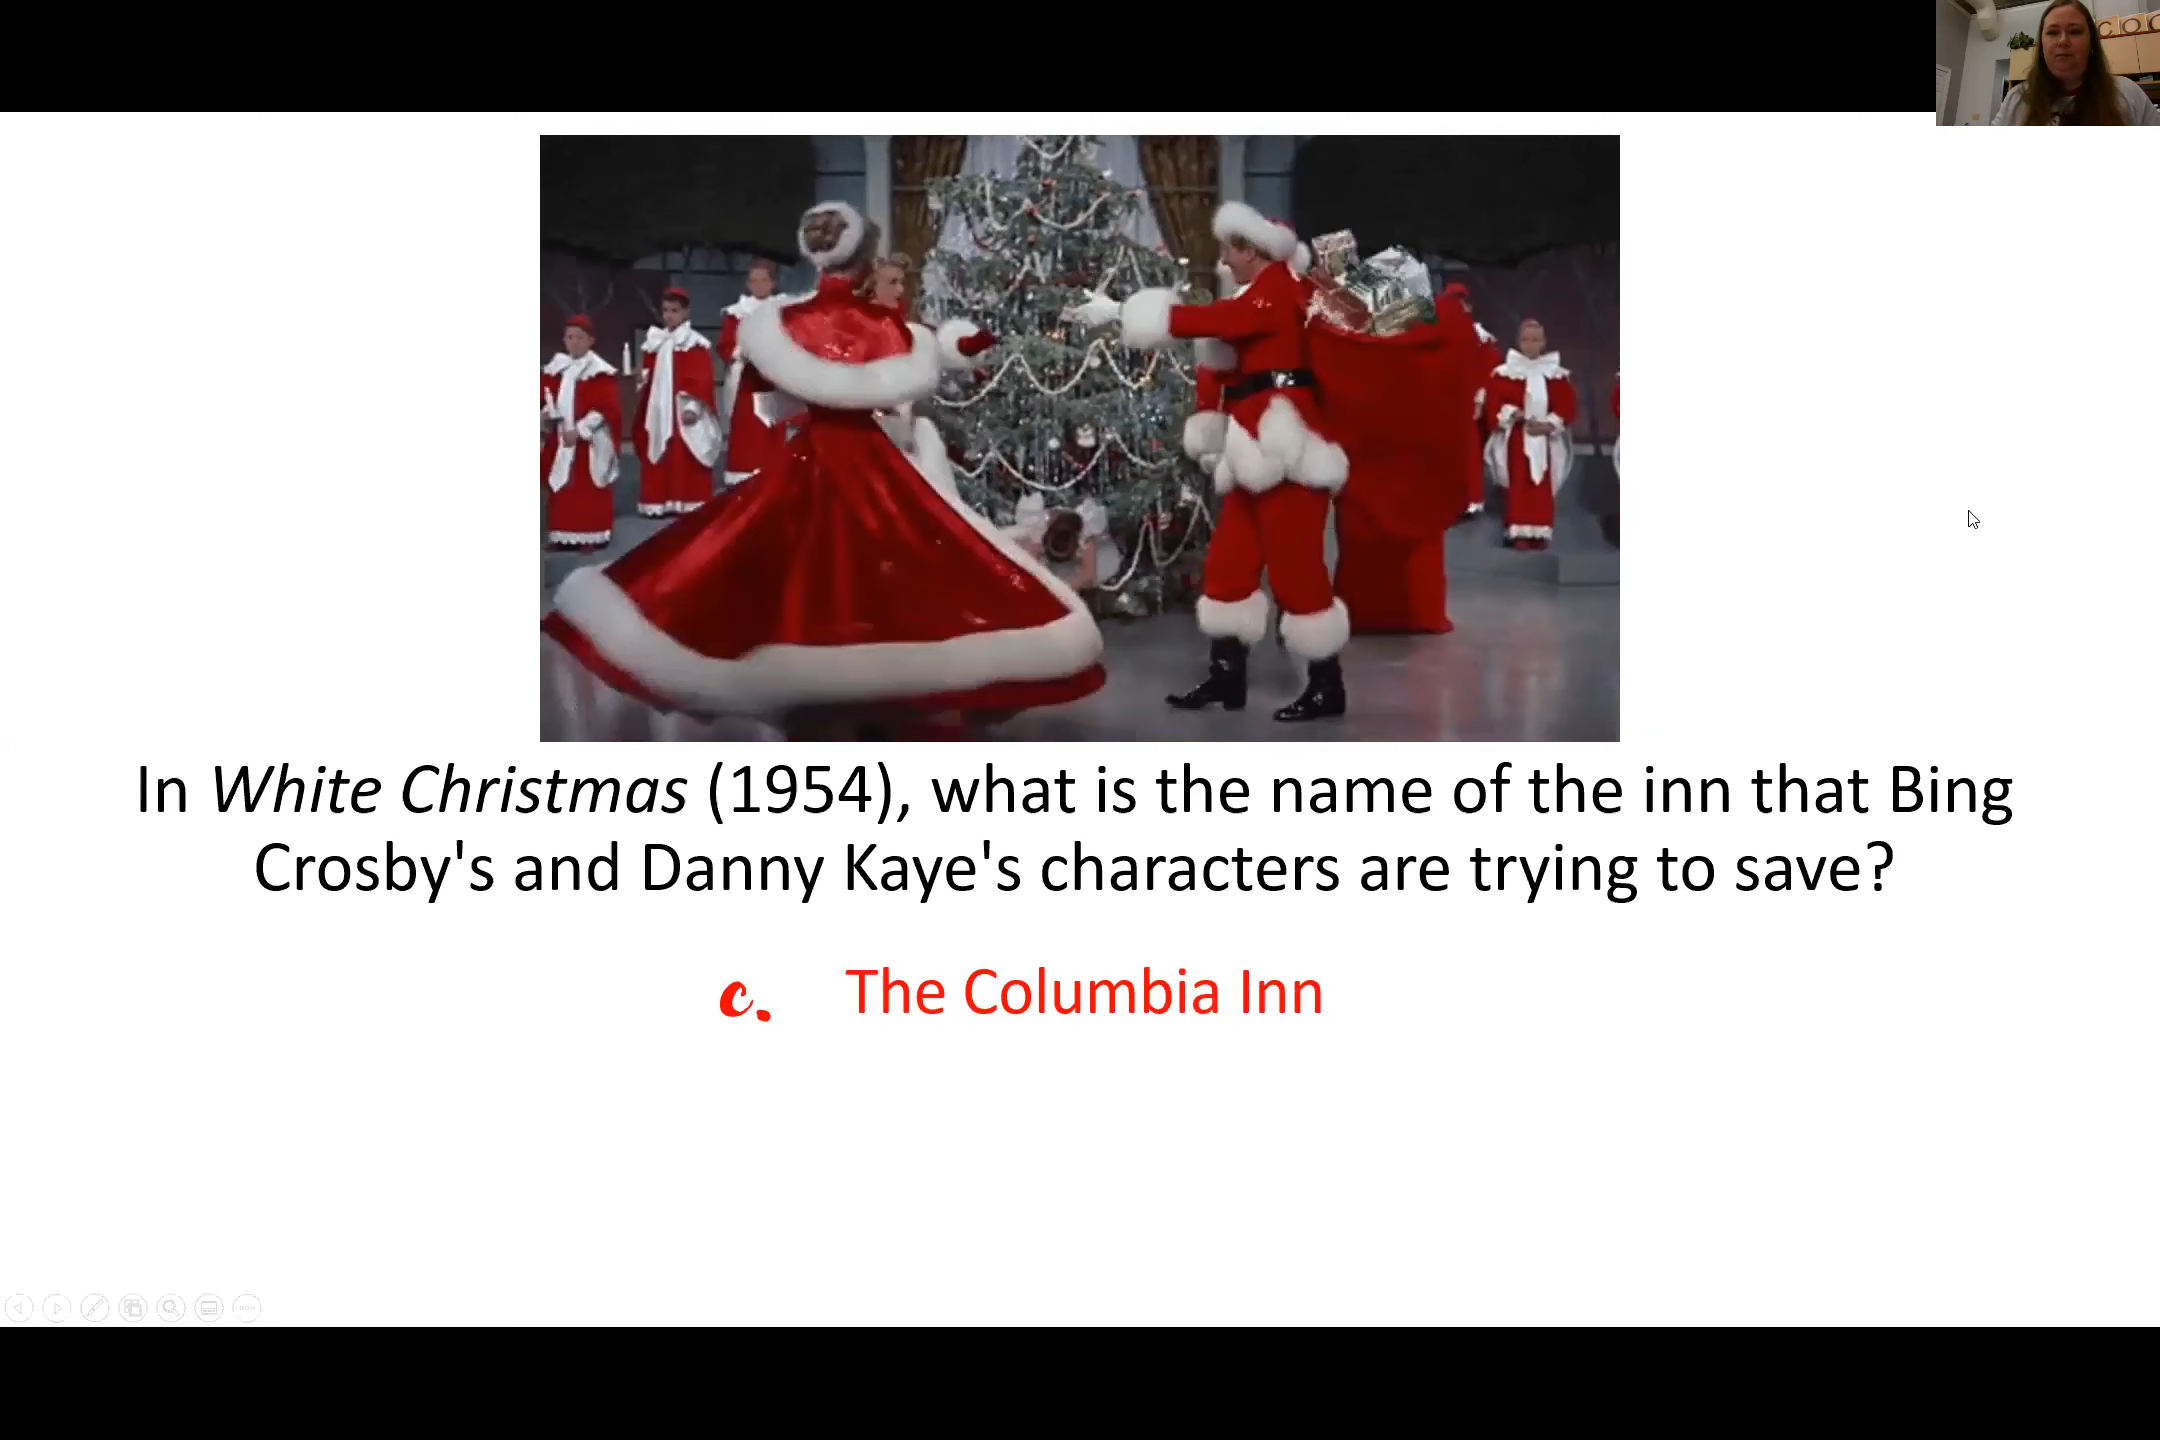 COC
In White Christmas (1954), what is the name of the inn that Bing
Crosby's and Danny Kaye's characters are trying to save?
c. The Columbia Inn